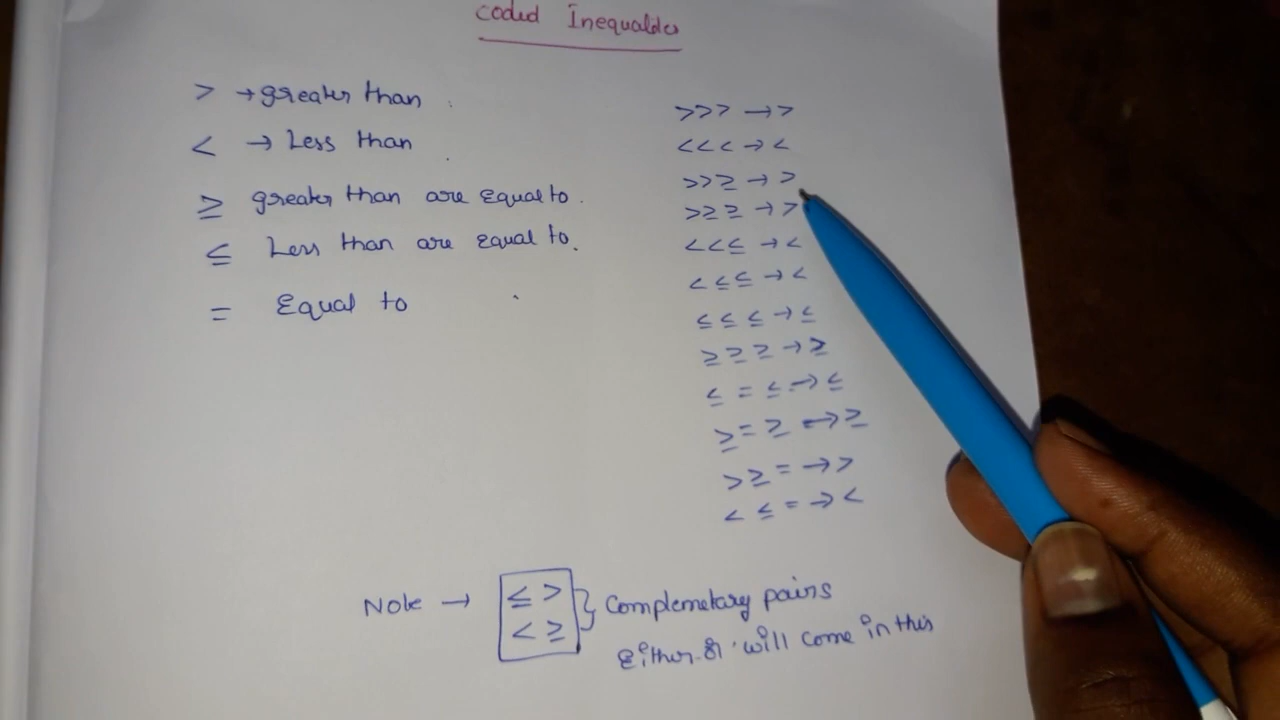 Coded Inequalities
> → greater than
< → Less than
≥ greater than are Equal to.
≤ Less than are equal to.
= Equal to
>>> → >
<<< → <
>>≥ → >
>≥≥ → >
<<≤ → <
<≤≤ → <
≤≤≤ → ≤
≥≥≥ → ≥
≤=≤ → ≤
≥=≥ → ≥
>≥= → >
<≤= → <
Note → ≤ > } Complemetary pairs
< ≥ Either or will come in this